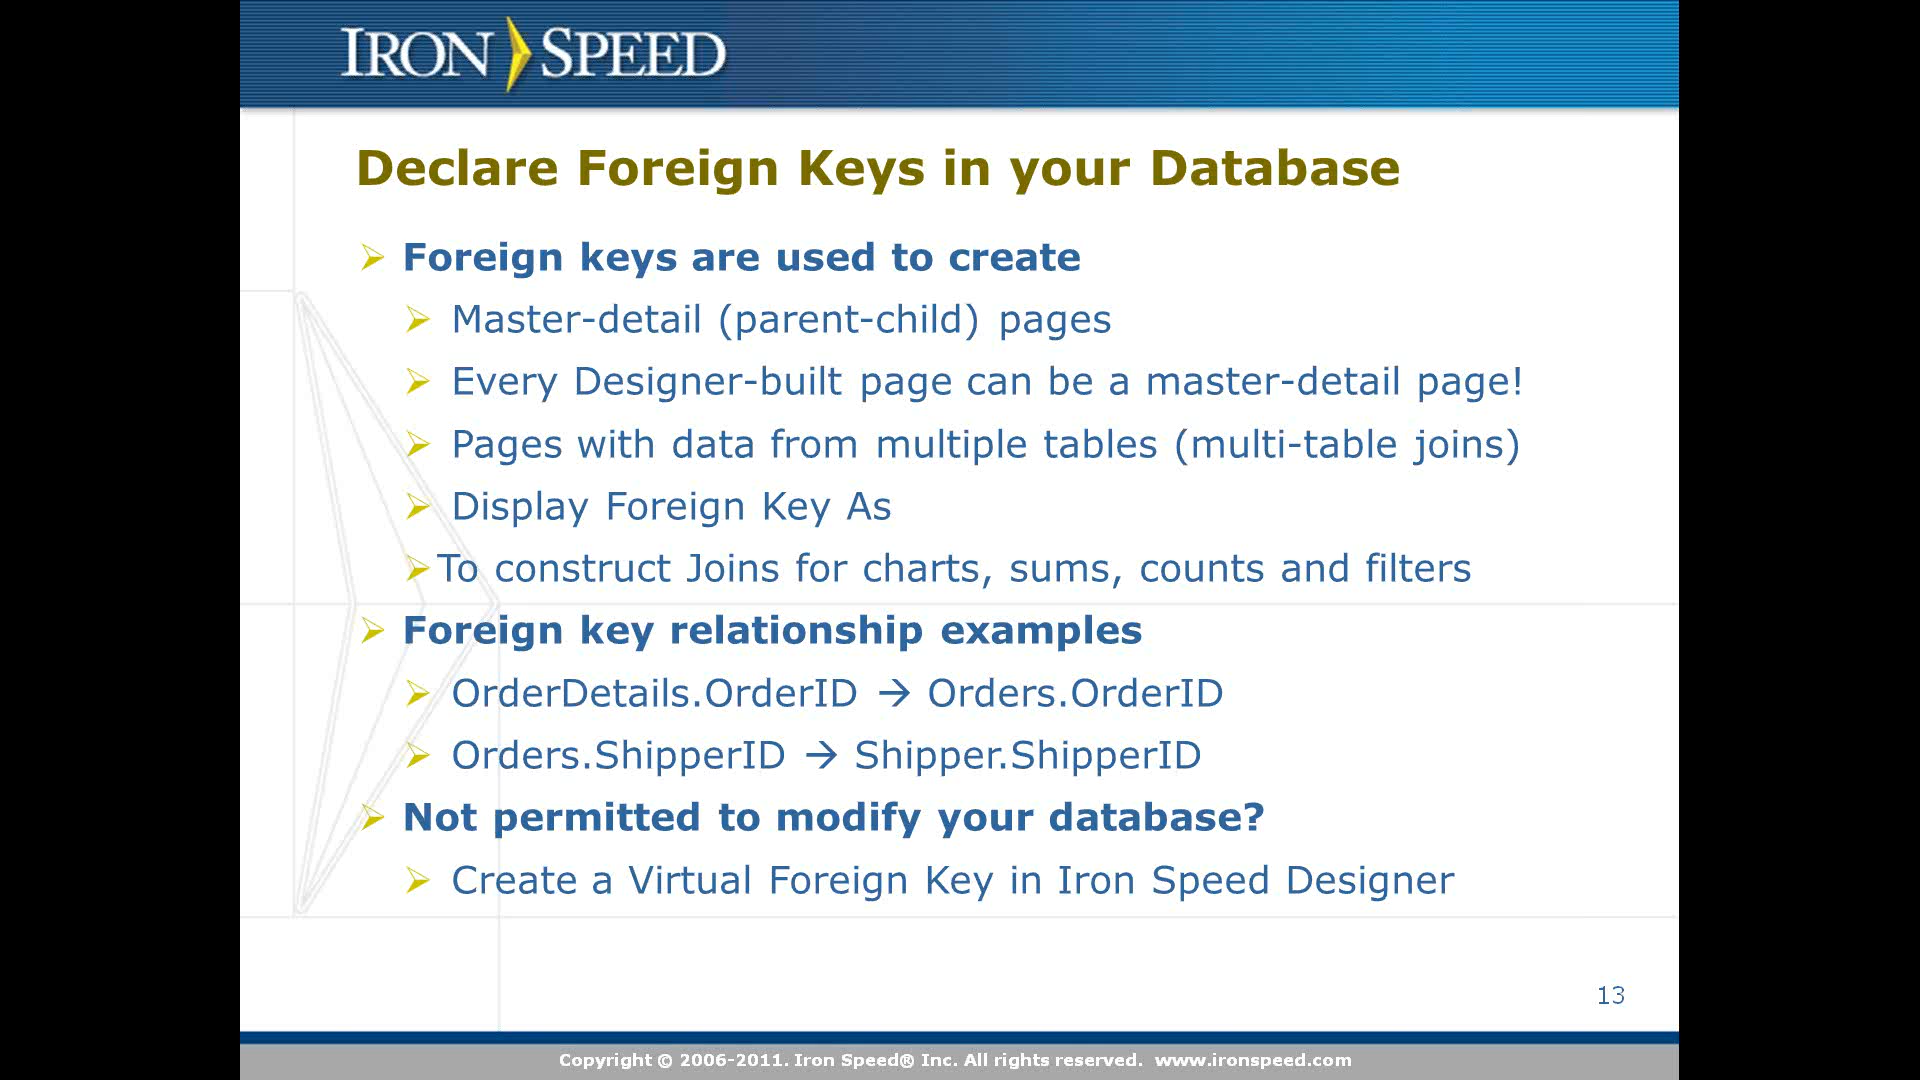 IRON SPEED
Declare Foreign Keys in your Database
Foreign keys are used to create
Master-detail (parent-child) pages
Every Designer-built page can be a master-detail page!
Pages with data from multiple tables (multi-table joins)
Display Foreign Key As
To construct Joins for charts, sums, counts and filters
Foreign key relationship examples
OrderDetails.OrderID → Orders.OrderID
Orders.ShipperID → Shipper.ShipperID
Not permitted to modify your database?
Create a Virtual Foreign Key in Iron Speed Designer
13
Copyright © 2006-2011. Iron Speed® Inc. All rights reserved. www.ironspeed.com